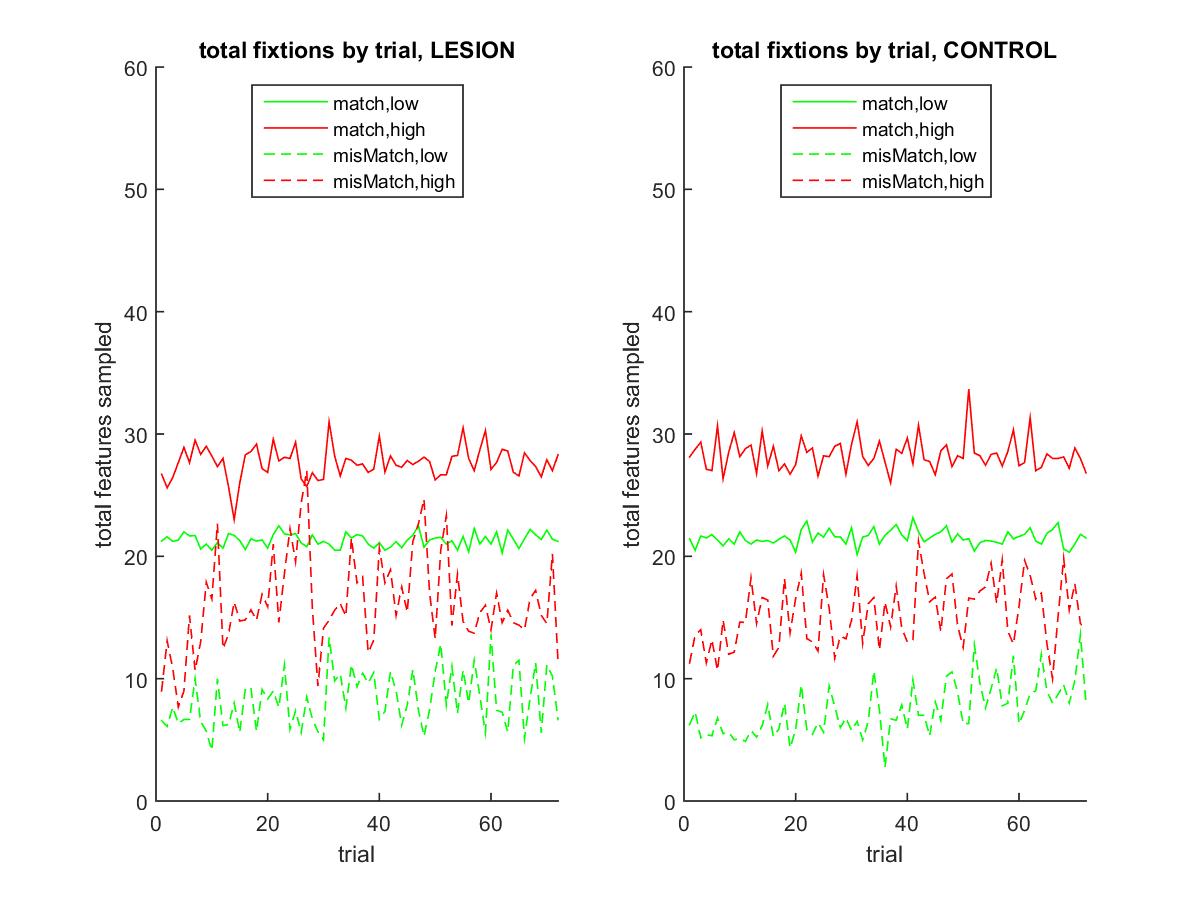 total fixtions by trial, LESION
60
50
40
30
20
10
0
total features sampled
match,low
match,high
misMatch,low
misMatch,high
0 20 40 60
trial
total fixtions by trial, CONTROL
60
50
40
30
20
10
0
total features sampled
match,low
match,high
misMatch,low
misMatch,high
0 20 40 60
trial